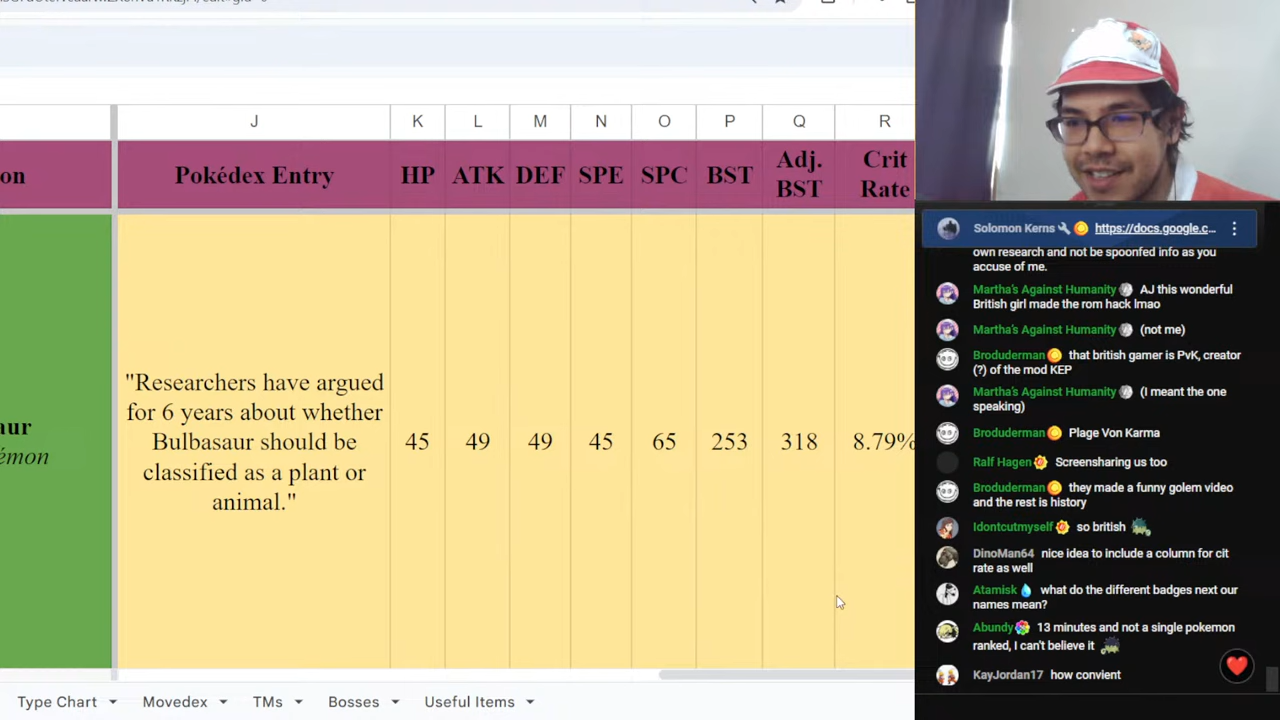 J K L M N O P Q R
on Pokédex Entry HP ATK DEF SPE SPC BST Adj. BST Crit Rate
"Researchers have argued
for 6 years about whether
Bulbasaur should be
classified as a plant or
animal."
aur
émon
45 49 49 45 65 253 318 8.79%
Type Chart Movedex TMs Bosses Useful Items
Solomon Kerns https://docs.google.c...
own research and not be spoonfed info as you
accuse of me.
Martha's Against Humanity AJ this wonderful
British girl made the rom hack lmao
Martha's Against Humanity (not me)
Broduderman that british gamer is PvK, creator
(?) of the mod KEP
Martha's Against Humanity (I meant the one
speaking)
Broduderman Plage Von Karma
Ralf Hagen Screensharing us too
Broduderman they made a funny golem video
and the rest is history
Idontcutmyself so british
DinoMan64 nice idea to include a column for cit
rate as well
Atamisk what do the different badges next our
names mean?
Abundy 13 minutes and not a single pokemon
ranked, I can't believe it
KayJordan17 how convient